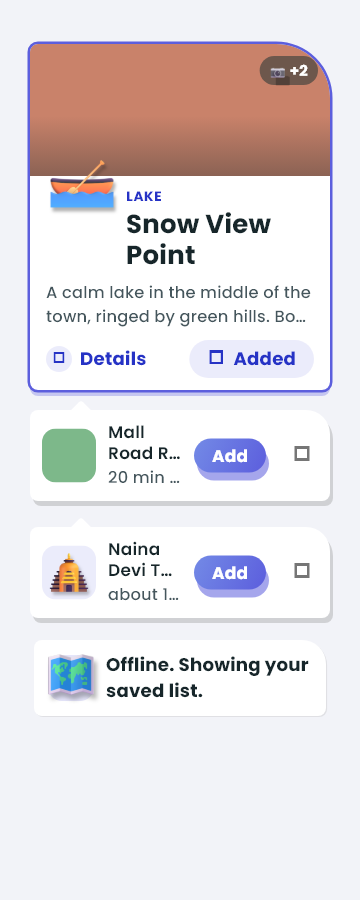 +2
LAKE
Snow View
Point
A calm lake in the middle of the
town, ringed by green hills. Bo…
Details
Added
Mall
Road R…
20 min …
Add
Naina
Devi T…
about 1…
Add
Offline. Showing your
saved list.